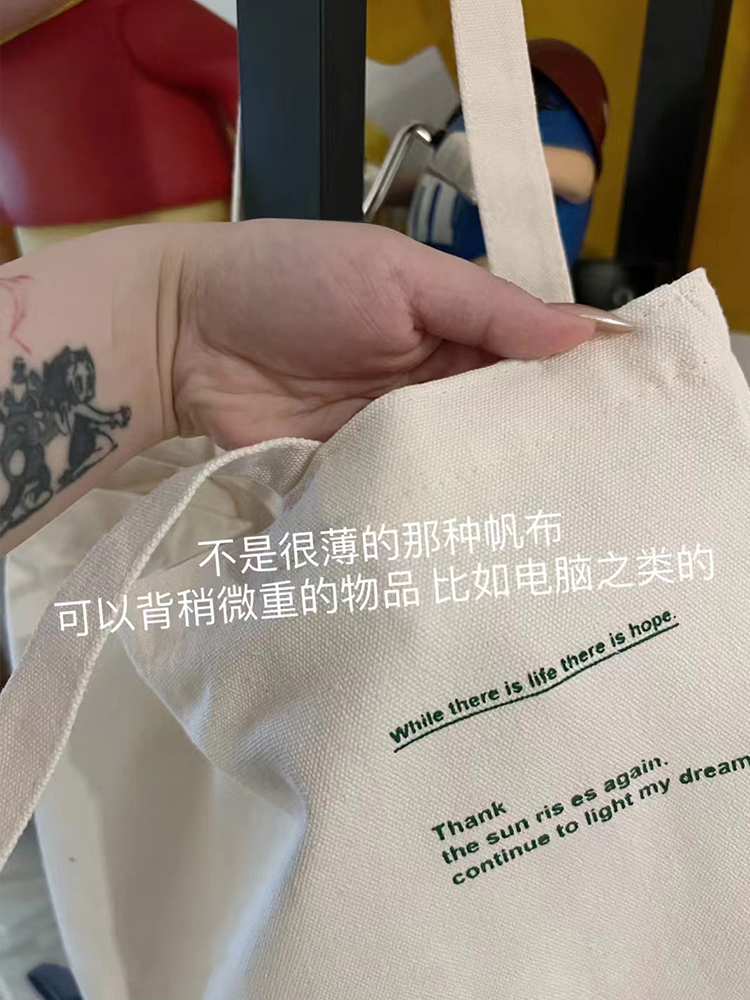 不是很薄的那种帆布
可以背稍微重的物品 比如电脑之类的
While there is life there is hope.
Thank
the sun ris es again.
continue to light my dream